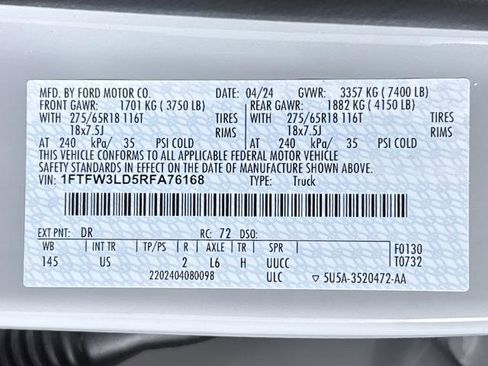 MFD. BY FORD MOTOR CO. 04/24 GVWR: 3357 KG ( 7400 LB)
FRONT GAWR: 1701 KG ( 3750 LB) REAR GAWR: 1882 KG ( 4150 LB)
WITH 275/65R18 116T TIRES WITH 275/65R18 116T TIRES
18x7.5J RIMS 18x7.5J RIMS
AT 240 kPa/ 35 PSI COLD AT 240 kPa/ 35 PSI COLD
THIS VEHICLE CONFORMS TO ALL APPLICABLE FEDERAL MOTOR VEHICLE
SAFETY STANDARDS IN EFFECT ON THE DATE OF MANUFACTURE SHOWN ABOVE.
VIN: 1FTFW3LD5RFA76168 TYPE: Truck
EXT PNT: DR RC: 72 DSO:
WB INT TR TP/PS R AXLE TR SPR F0130
145 US 2 L6 H UUCC T0732
2202404080098 ULC 5U5A-3520472-AA